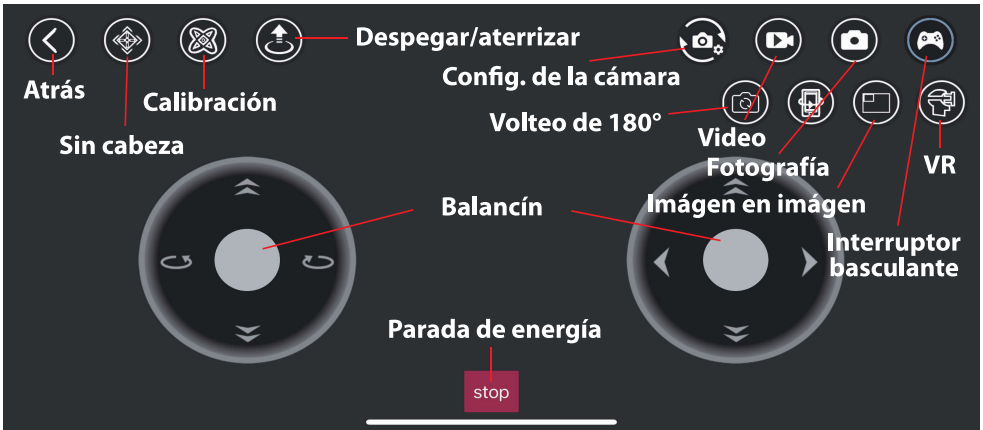 Despegar/aterrizar
Config. de la cámara
Atrás
Calibración
Volteo de 180°
Sin cabeza
Video
Fotografía
VR
Balancín
Imágen en imágen
Interruptor
basculante
Parada de energía
stop